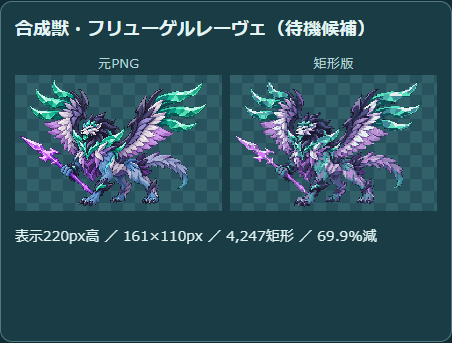 合成獣・フリューゲルレーヴェ（待機候補）
元PNG
矩形版
表示220px高 ／ 161×110px ／ 4,247矩形 ／ 69.9%減